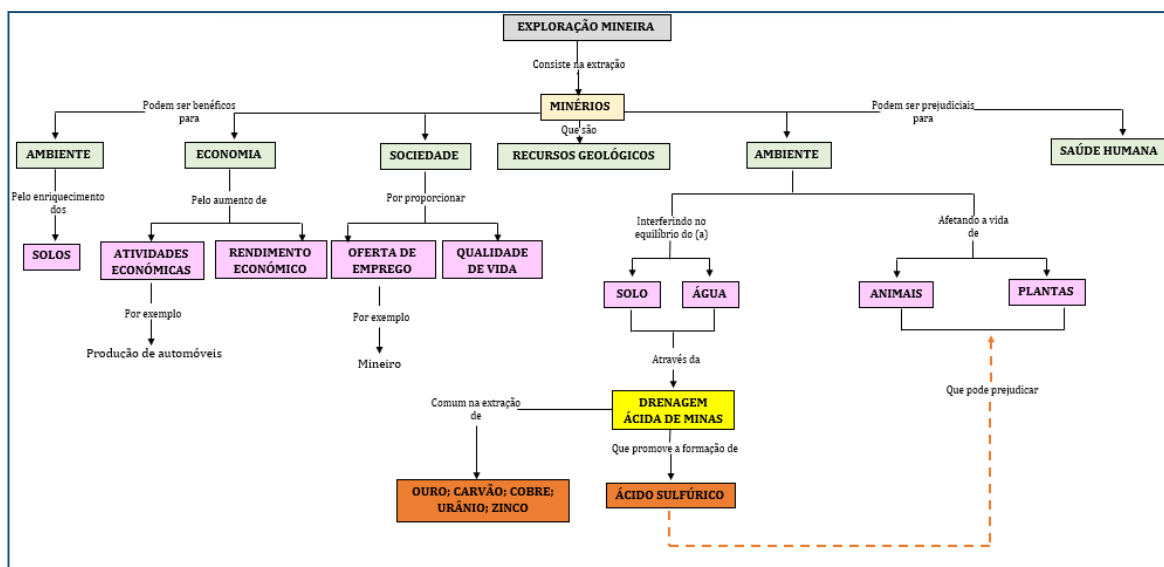 EXPLORAÇÃO MINEIRA
Consiste na extração
MINÉRIOS
Podem ser benéficos
para
Que são
Podem ser prejudiciais
para
AMBIENTE
ECONOMIA
SOCIEDADE
RECURSOS GEOLÓGICOS
AMBIENTE
SAÚDE HUMANA
Pelo enriquecimento
dos
Pelo aumento de
Por proporcionar
Interferindo no
equilíbrio do (a)
Afetando a vida
de
SOLOS
ATIVIDADES
ECONÓMICAS
RENDIMENTO
ECONÓMICO
OFERTA DE
EMPREGO
QUALIDADE
DE VIDA
SOLO
ÁGUA
ANIMAIS
PLANTAS
Por exemplo
Por exemplo
Produção de automóveis
Mineiro
Através da
Que pode prejudicar
Comum na extração
de
DRENAGEM
ÁCIDA DE MINAS
Que promove a formação de
OURO; CARVÃO; COBRE;
URÂNIO; ZINCO
ÁCIDO SULFÚRICO